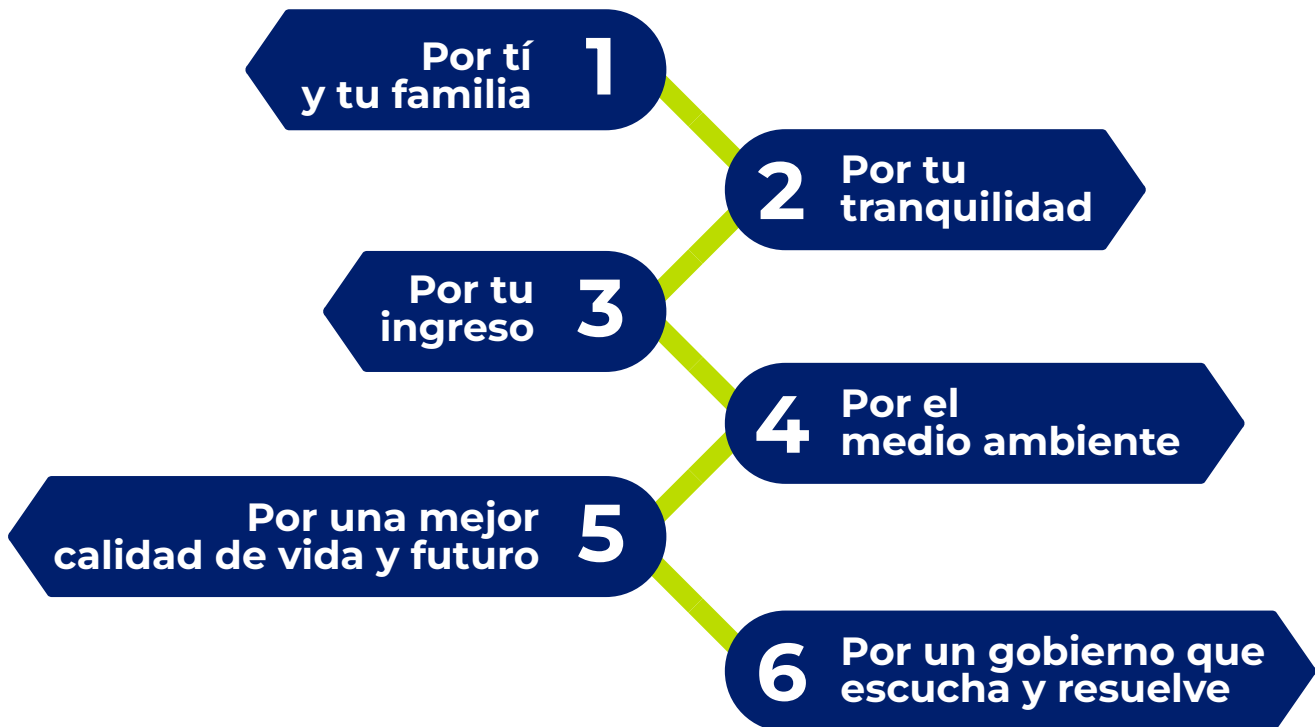 1
Por tí
y tu familia
2
Por tu
tranquilidad
3
Por tu
ingreso
4
Por el
medio ambiente
5
Por una mejor
calidad de vida y futuro
6
Por un gobierno que
escucha y resuelve